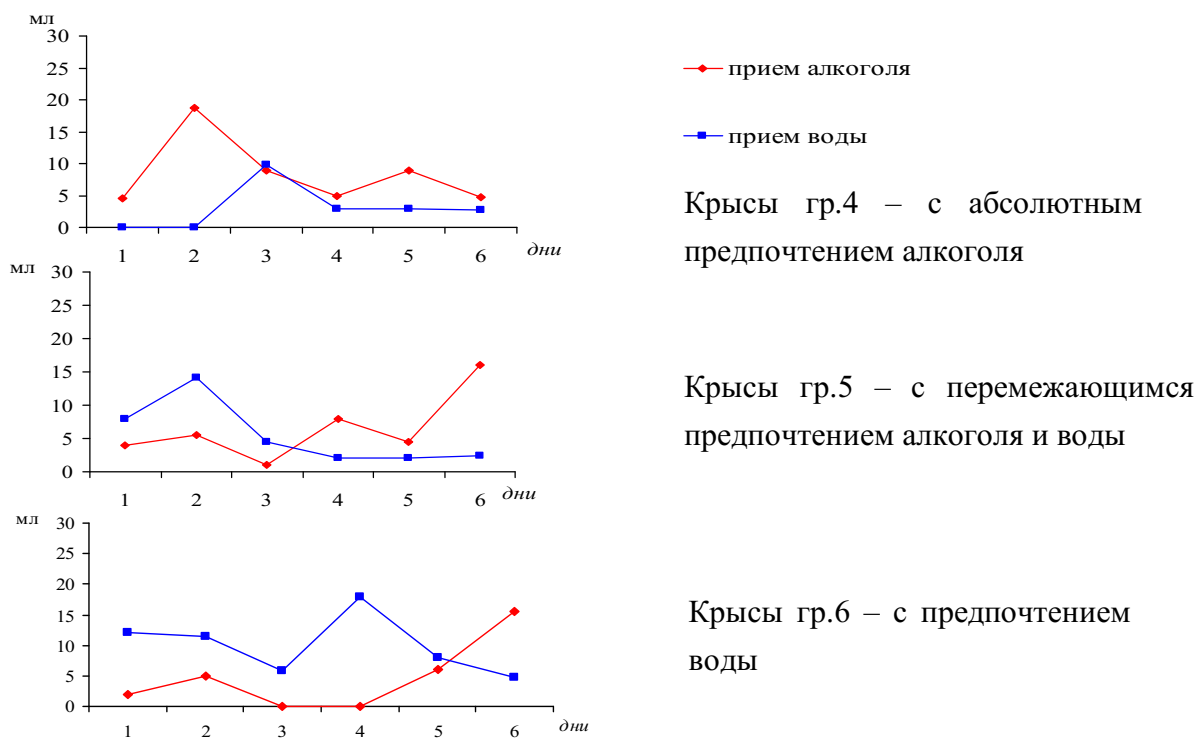 мл
30
25
20
15
10
5
0
1 2 3 4 5 6 дни
прием алкоголя
прием воды
Крысы гр.4 – с абсолютным
предпочтением алкоголя
мл
30
25
20
15
10
5
0
1 2 3 4 5 6 дни
Крысы гр.5 – с перемежающимся
предпочтением алкоголя и воды
мл
30
25
20
15
10
5
0
1 2 3 4 5 6 дни
Крысы гр.6 – с предпочтением
воды